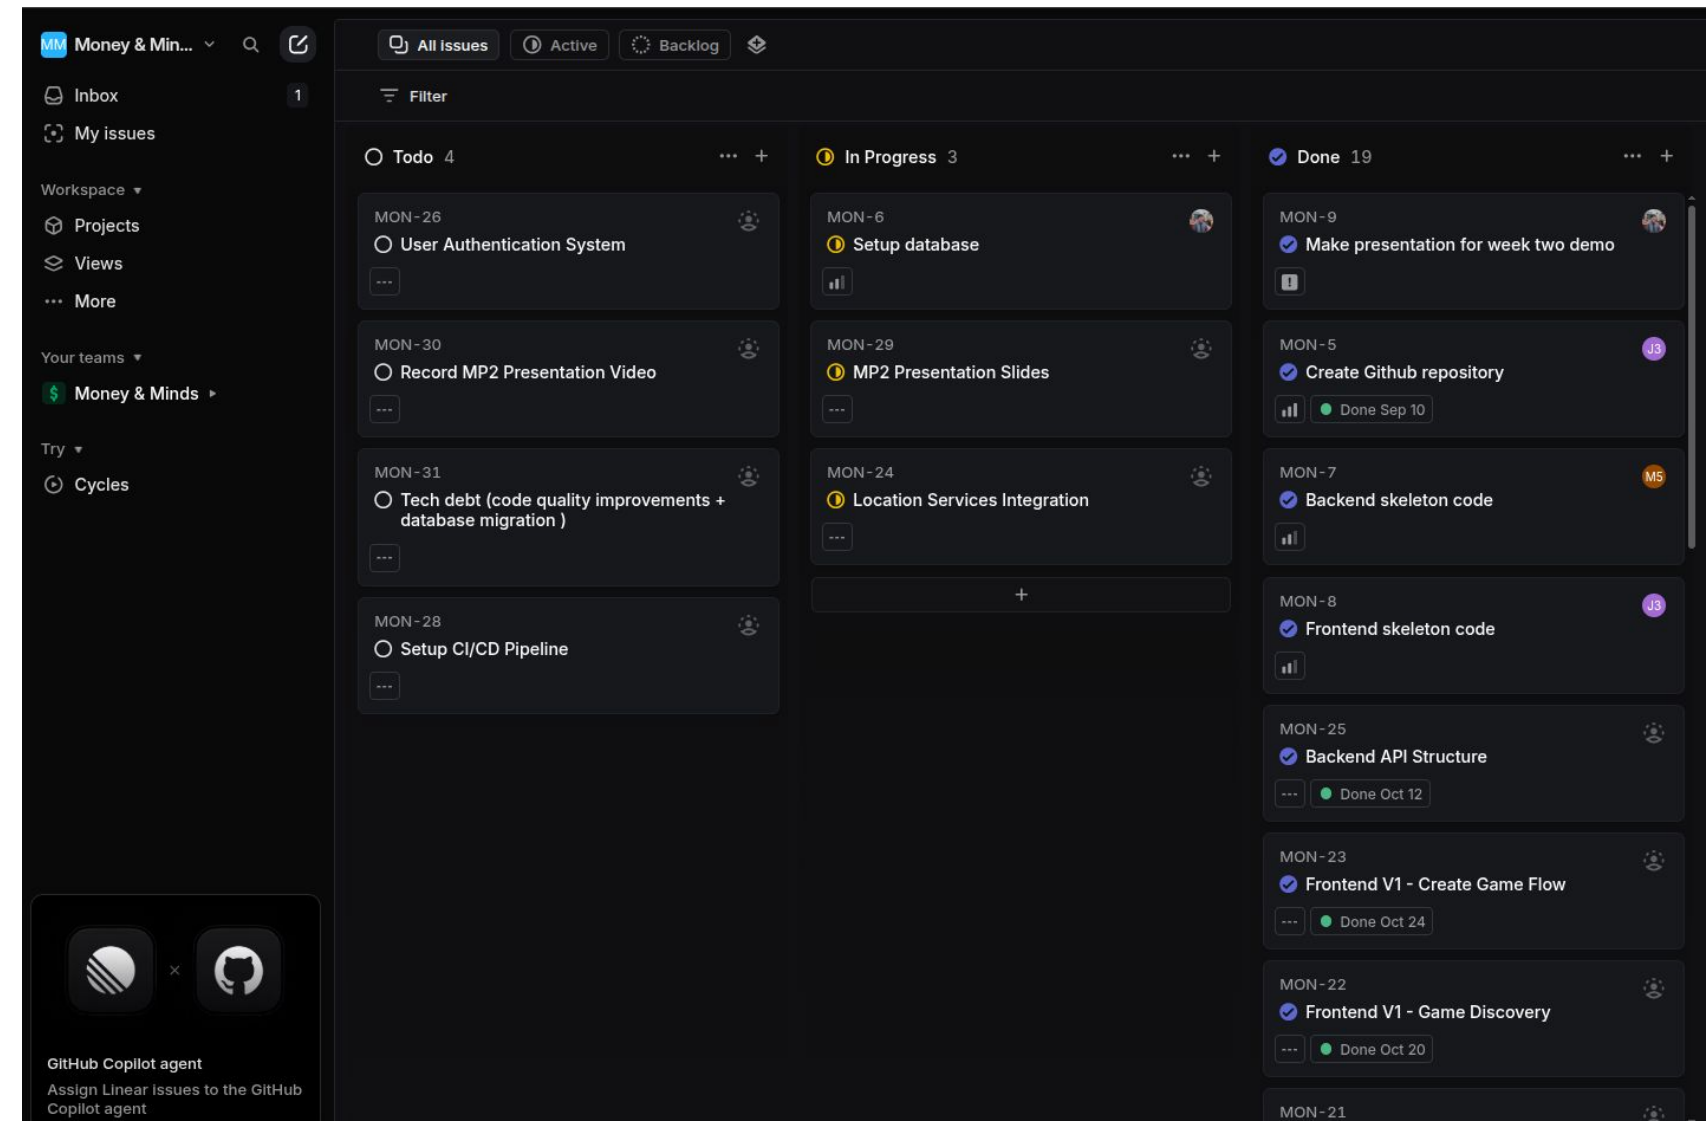 MM Money & Min...
Inbox 1
My issues
Workspace
Projects
Views
More
Your teams
$ Money & Minds
Try
Cycles
GitHub Copilot agent
Assign Linear issues to the GitHub
Copilot agent
All issues
Active
Backlog
Filter
Todo 4
MON-26
User Authentication System
MON-30
Record MP2 Presentation Video
MON-31
Tech debt (code quality improvements +
database migration )
MON-28
Setup CI/CD Pipeline
In Progress 3
MON-6
Setup database
MON-29
MP2 Presentation Slides
MON-24
Location Services Integration
Done 19
MON-9
Make presentation for week two demo
MON-5
J3
Create Github repository
Done Sep 10
MON-7
M5
Backend skeleton code
MON-8
J3
Frontend skeleton code
MON-25
Backend API Structure
Done Oct 12
MON-23
Frontend V1 - Create Game Flow
Done Oct 24
MON-22
Frontend V1 - Game Discovery
Done Oct 20
MON-21